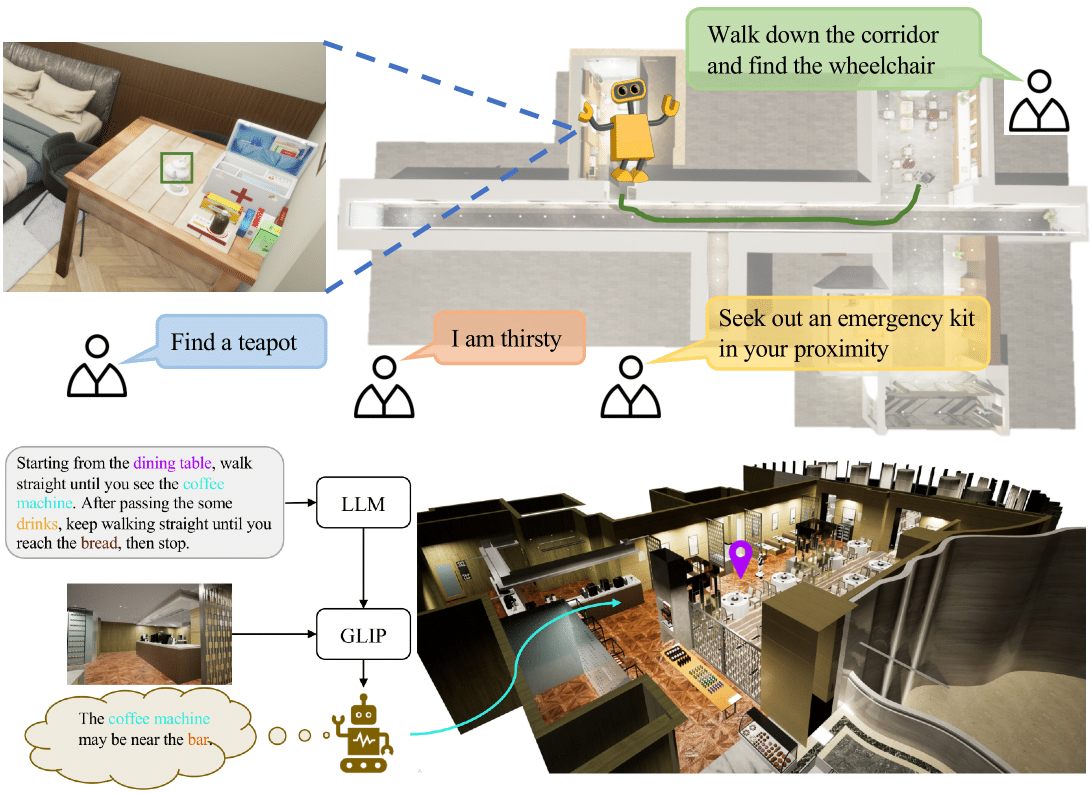 Walk down the corridor
and find the wheelchair
Find a teapot
I am thirsty
Seek out an emergency kit
in your proximity
Starting from the dining table, walk
straight until you see the coffee
machine. After passing the some
drinks, keep walking straight until you
reach the bread, then stop.
LLM
GLIP
The coffee machine
may be near the bar.